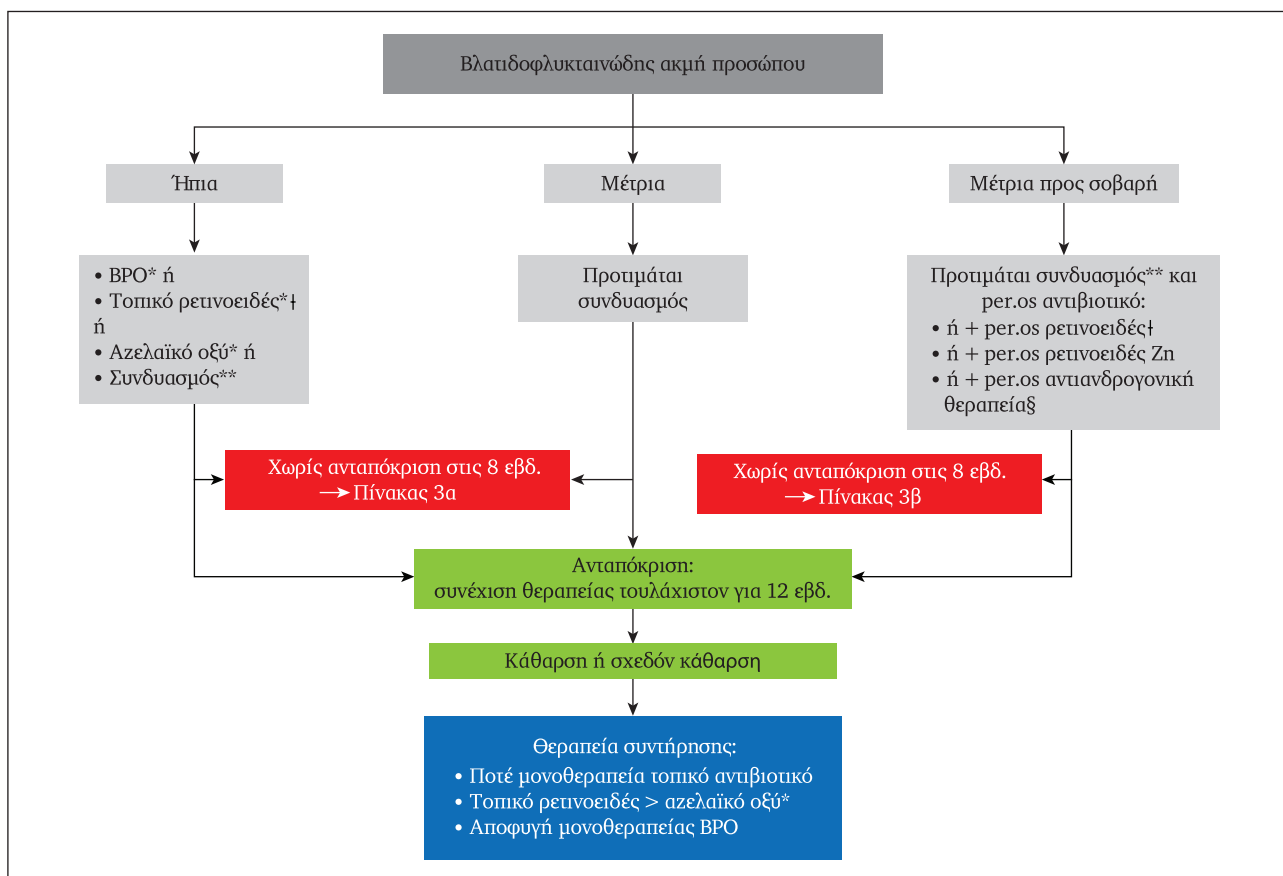 Βλατιδοφλυκταινώδης ακμή προσώπου
Ήπια
Μέτρια
Μέτρια προς σοβαρή
• BPO* ή
• Τοπικό ρετινοειδές*ƚ
ή
• Αζελαϊκό οξύ* ή
• Συνδυασμός**
Προτιμάται
συνδυασμός
Προτιμάται συνδυασμός** και
per.os αντιβιοτικό:
• ή + per.os ρετινοειδέςƚ
• ή + per.os ρετινοειδές Zn
• ή + per.os αντιανδρογονική
θεραπεία§
Χωρίς ανταπόκριση στις 8 εβδ.
→ Πίνακας 3α
Χωρίς ανταπόκριση στις 8 εβδ.
→ Πίνακας 3β
Ανταπόκριση:
συνέχιση θεραπείας τουλάχιστον για 12 εβδ.
Κάθαρση ή σχεδόν κάθαρση
Θεραπεία συντήρησης:
• Ποτέ μονοθεραπεία τοπικό αντιβιοτικό
• Τοπικό ρετινοειδές > αζελαϊκό οξύ*
• Αποφυγή μονοθεραπείας BPO